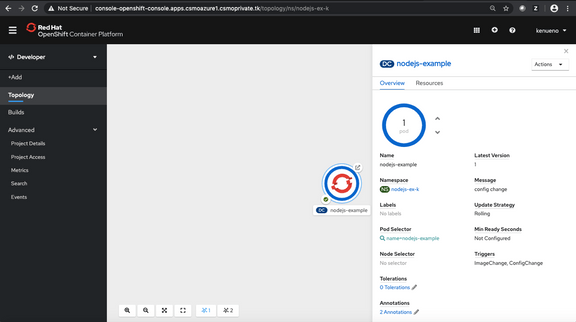 Not Secure | console-openshift-console.apps.csmoazure1.csmoprivate.tk/topology/ns/nodejs-ex-k
Red Hat
OpenShift Container Platform
kenueno
Developer
+Add
Topology
Builds
Advanced
Project Details
Project Access
Metrics
Search
Events
DC nodejs-example
1
2
DC nodejs-example
Actions
Overview Resources
1
pod
Name
nodejs-example
Latest Version
1
Namespace
NS nodejs-ex-k
Message
config change
Labels
No labels
Update Strategy
Rolling
Pod Selector
name=nodejs-example
Min Ready Seconds
Not Configured
Node Selector
No selector
Triggers
ImageChange, ConfigChange
Tolerations
0 Tolerations
Annotations
2 Annotations